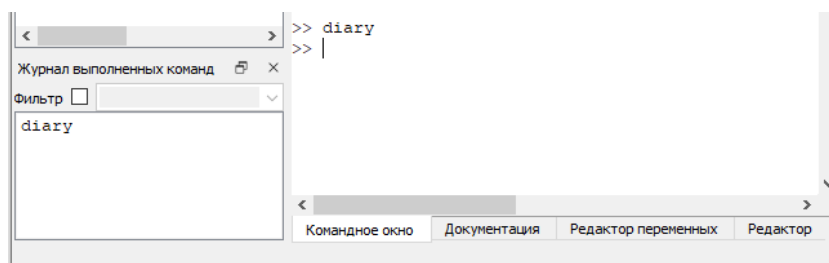 Журнал выполненных команд
Фильтр
diary
>> diary
>>
Командное окно Документация Редактор переменных Редактор